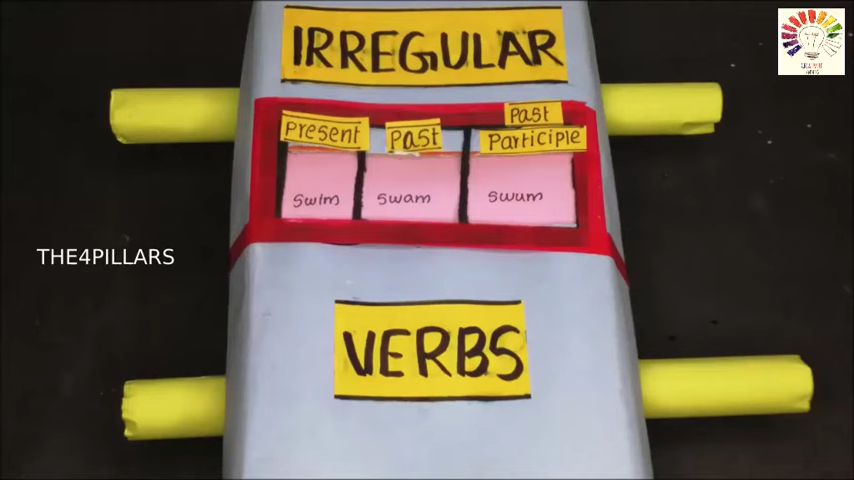 IRREGULAR
Past
Present Past Participle
Swim Swam Swum
THE4PILLARS
VERBS